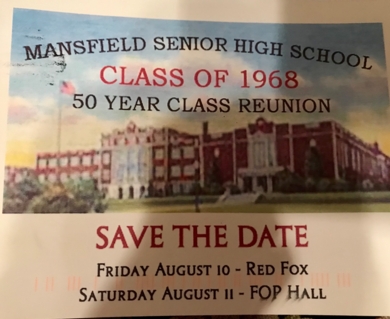 MANSFIELD SENIOR HIGH SCHOOL
CLASS OF 1968
50 YEAR CLASS REUNION
SAVE THE DATE
FRIDAY AUGUST 10 - RED FOX
SATURDAY AUGUST 11 - FOP HALL